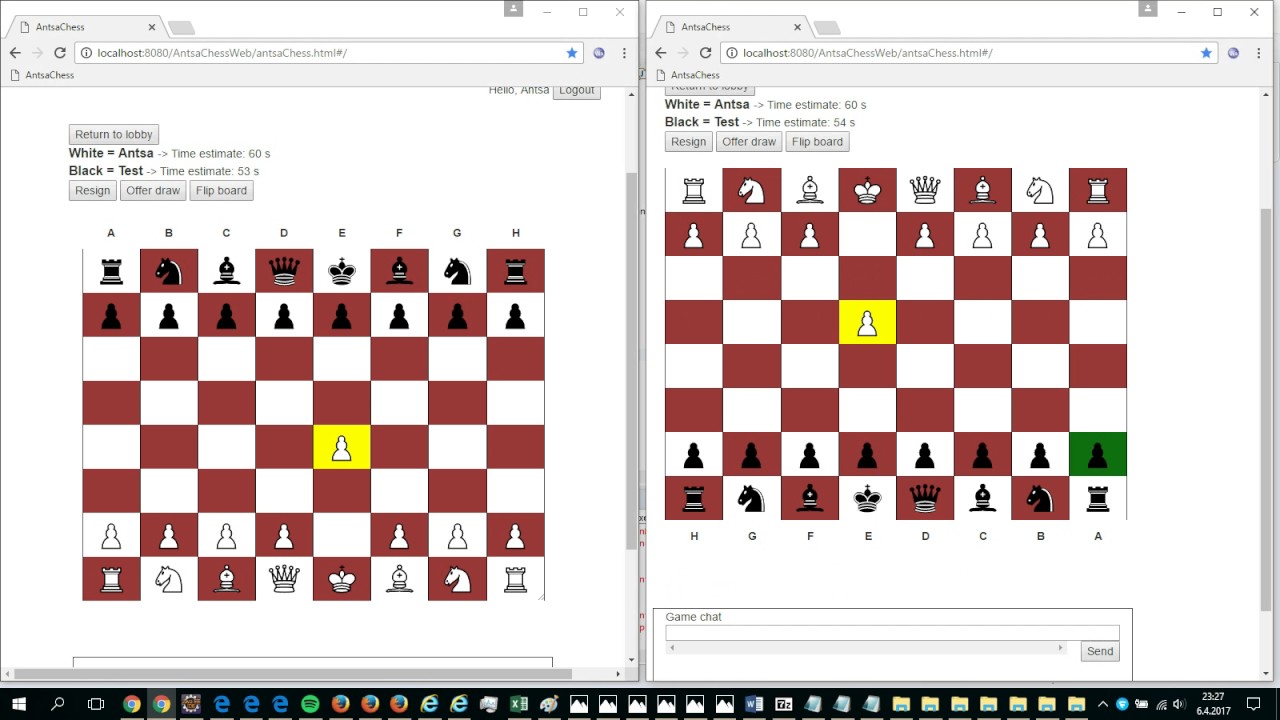 AntsaChess
localhost:8080/AntsaChessWeb/antsaChess.html#/
AntsaChess
Hello, Antsa Logout
Return to lobby
White = Antsa -> Time estimate: 60 s
Black = Test -> Time estimate: 53 s
Resign Offer draw Flip board
A B C D E F G H
AntsaChess
localhost:8080/AntsaChessWeb/antsaChess.html#/
AntsaChess
Return to lobby
White = Antsa -> Time estimate: 60 s
Black = Test -> Time estimate: 54 s
Resign Offer draw Flip board
H G F E D C B A
Game chat
Send
23:27
6.4.2017